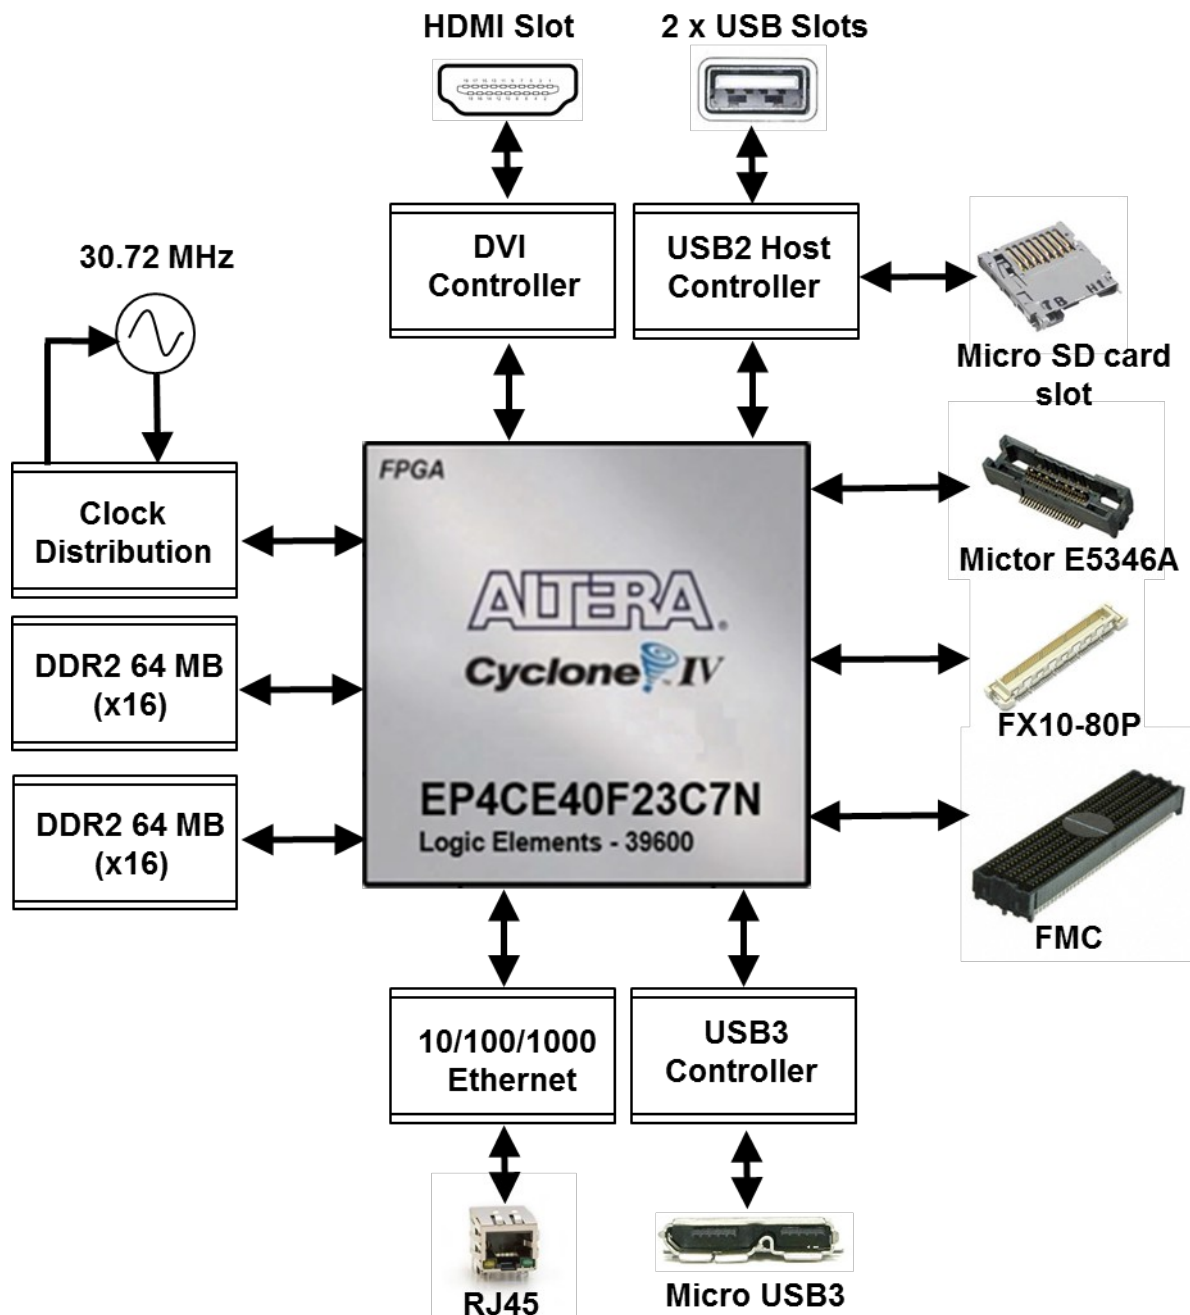 HDMI Slot
2 x USB Slots
DVI
Controller
USB2 Host
Controller
30.72 MHz
Micro SD card
slot
FPGA
Clock
Distribution
Mictor E5346A
ALTERA®
Cyclone IV
DDR2 64 MB
(x16)
FX10-80P
EP4CE40F23C7N
Logic Elements - 39600
DDR2 64 MB
(x16)
FMC
10/100/1000
Ethernet
USB3
Controller
RJ45
Micro USB3